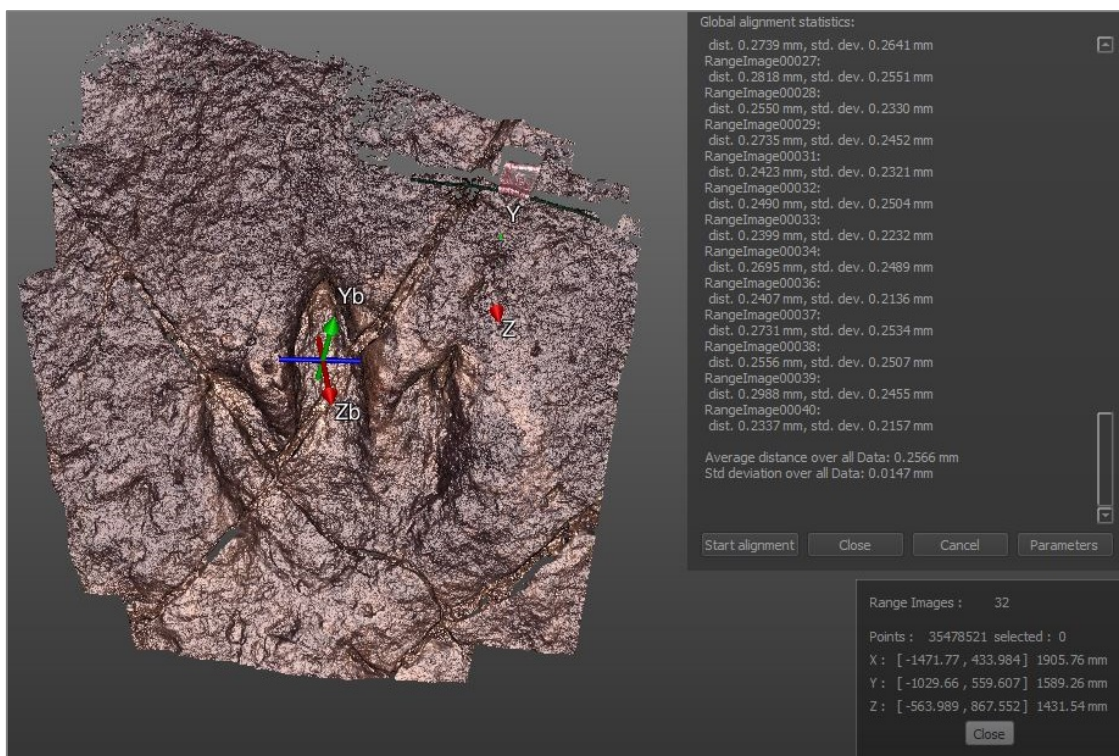 Global alignment statistics:
dist. 0.2739 mm, std. dev. 0.2641 mm
RangeImage00027:
dist. 0.2818 mm, std. dev. 0.2551 mm
RangeImage00028:
dist. 0.2550 mm, std. dev. 0.2330 mm
RangeImage00029:
dist. 0.2735 mm, std. dev. 0.2452 mm
RangeImage00031:
dist. 0.2423 mm, std. dev. 0.2321 mm
RangeImage00032:
dist. 0.2490 mm, std. dev. 0.2504 mm
RangeImage00033:
dist. 0.2399 mm, std. dev. 0.2232 mm
RangeImage00034:
dist. 0.2695 mm, std. dev. 0.2489 mm
RangeImage00036:
dist. 0.2407 mm, std. dev. 0.2136 mm
RangeImage00037:
dist. 0.2731 mm, std. dev. 0.2534 mm
RangeImage00038:
dist. 0.2556 mm, std. dev. 0.2507 mm
RangeImage00039:
dist. 0.2988 mm, std. dev. 0.2455 mm
RangeImage00040:
dist. 0.2337 mm, std. dev. 0.2157 mm
Average distance over all Data: 0.2566 mm
Std deviation over all Data: 0.0147 mm
Start alignment Close Cancel Parameters
Y
Yb
Z
Zb
Range Images : 32
Points : 35478521 selected : 0
X : [-1471.77 , 433.984] 1905.76 mm
Y : [-1029.66 , 559.607] 1589.26 mm
Z : [-563.989 , 867.552] 1431.54 mm
Close